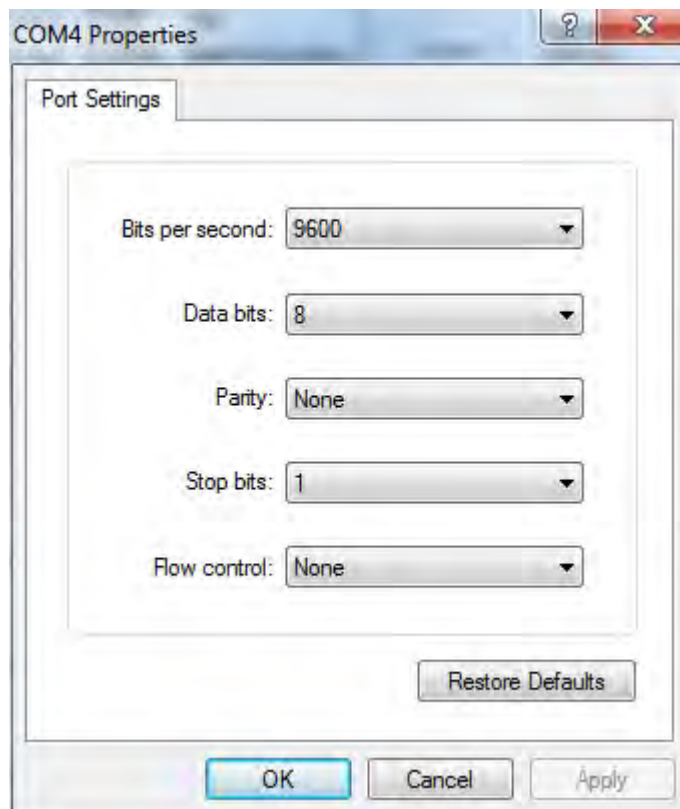 COM4 Properties
Port Settings
Bits per second: 9600
Data bits: 8
Parity: None
Stop bits: 1
Flow control: None
Restore Defaults
OK Cancel Apply